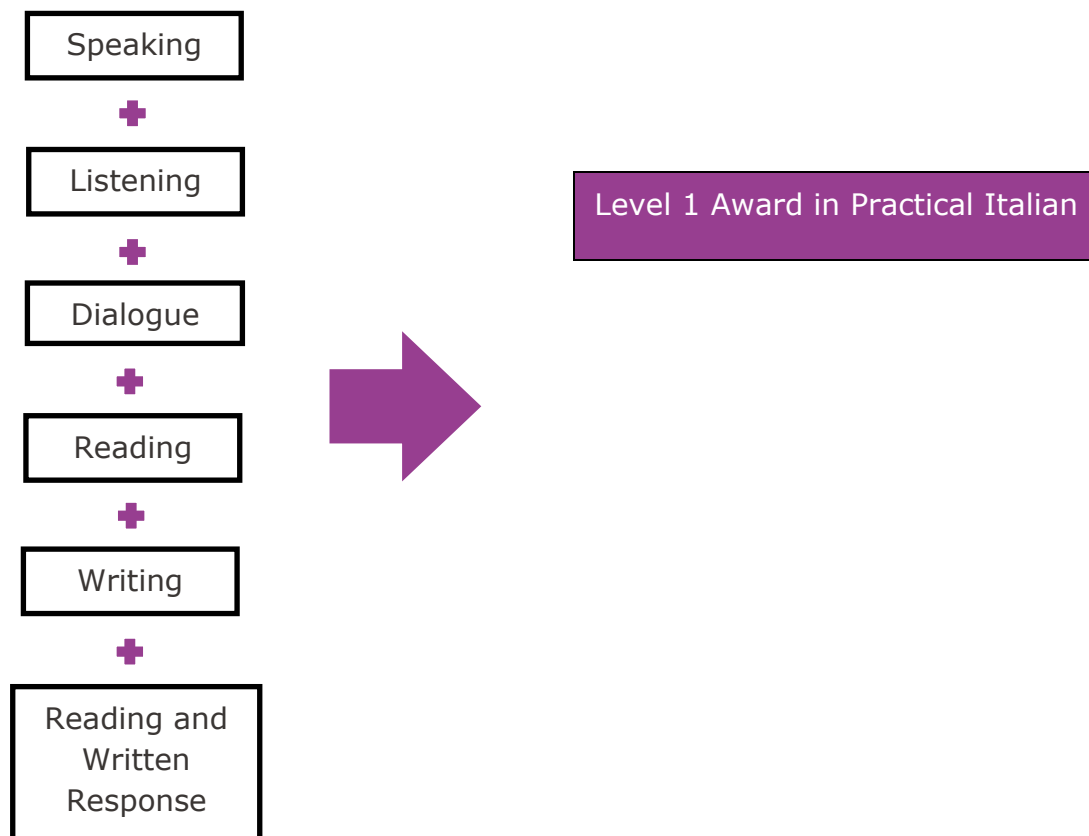 Speaking
Listening
Dialogue
Reading
Writing
Reading and
Written
Response
Level 1 Award in Practical Italian